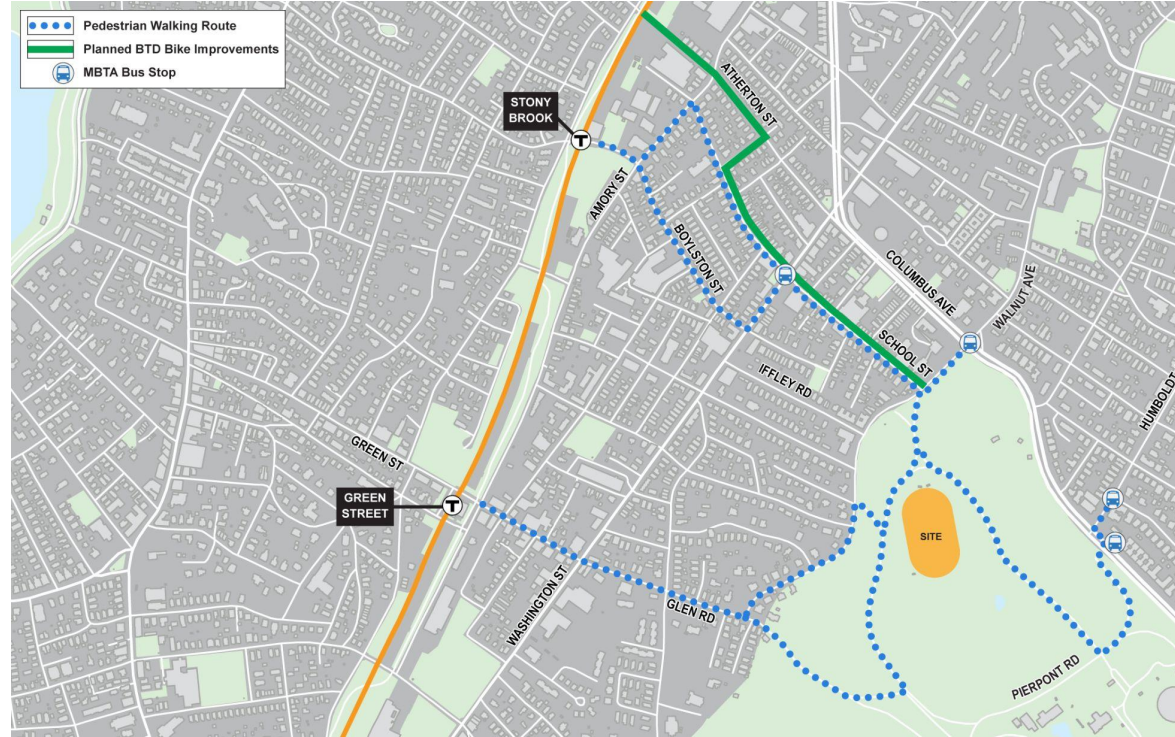 Pedestrian Walking Route
Planned BTD Bike Improvements
MBTA Bus Stop
STONY
BROOK
T
ATHERTON ST
AMORY ST
BOYLSTON ST
COLUMBUS AVE
WALNUT AVE
SCHOOL ST
IFFLEY RD
HUMBOLDT
GREEN ST
GREEN
STREET
T
SITE
WASHINGTON ST
GLEN RD
PIERPONT RD